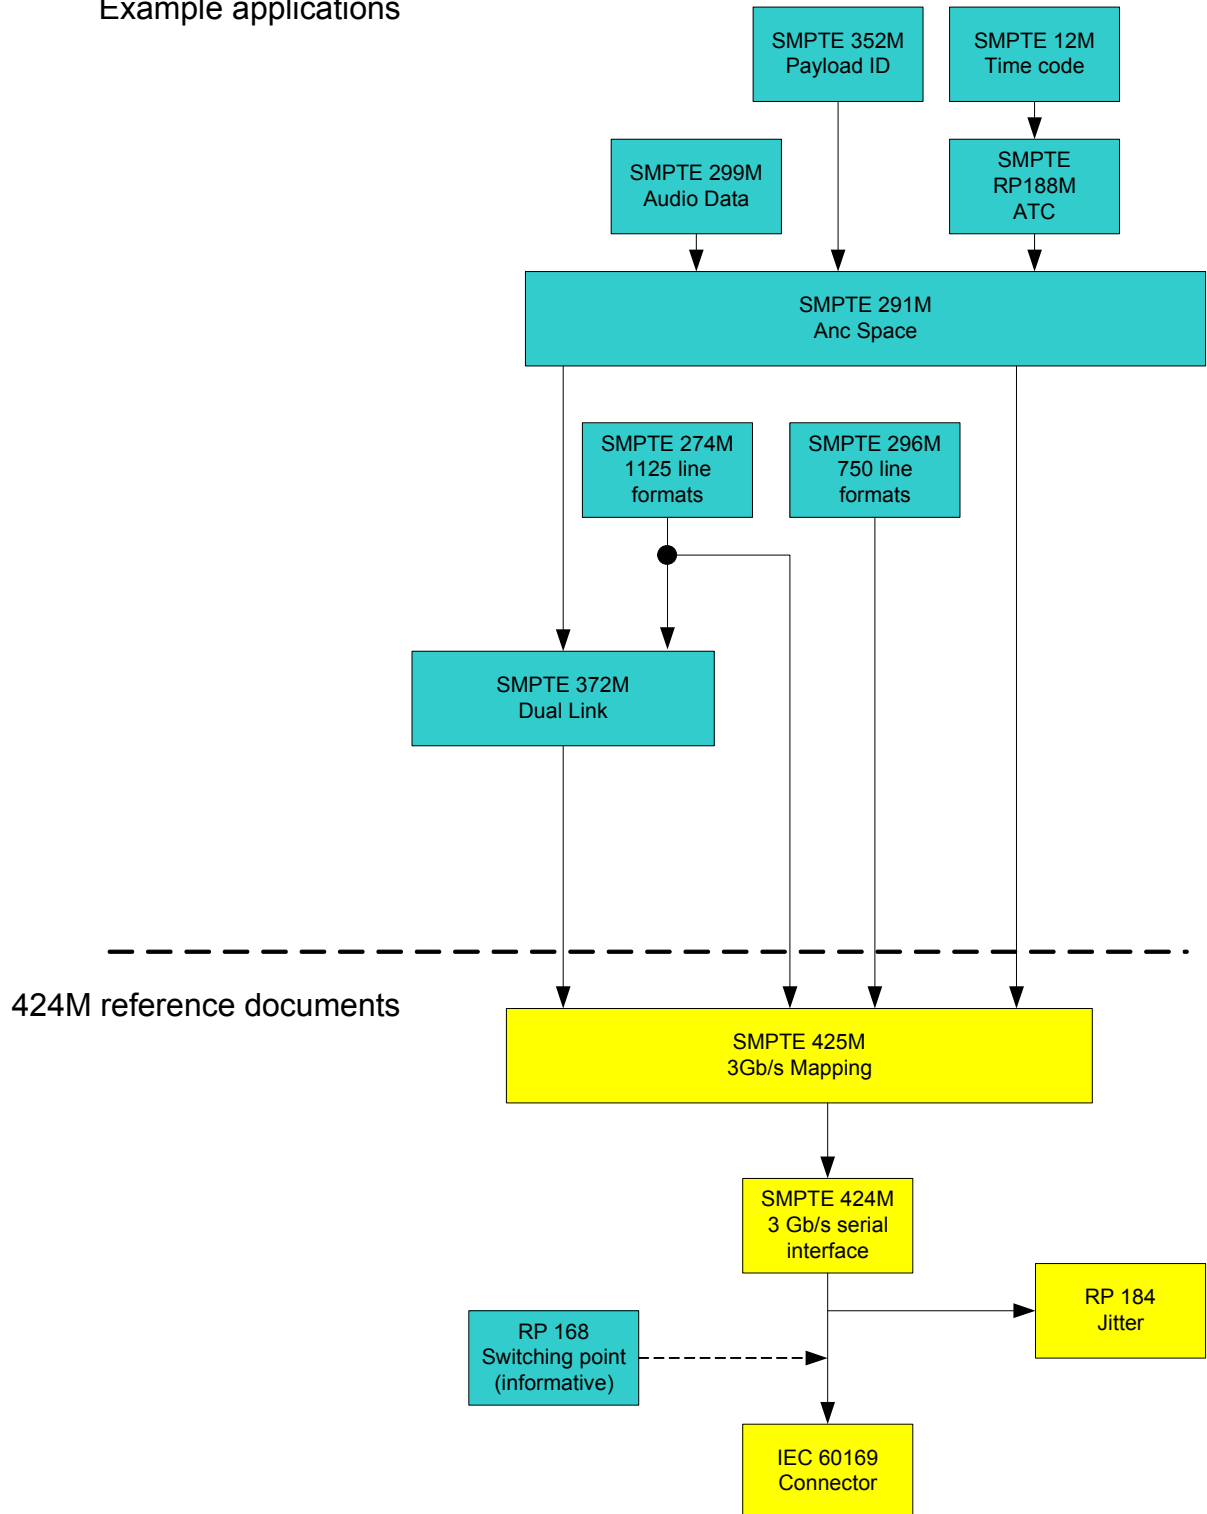 Example applications
SMPTE 352M
Payload ID
SMPTE 12M
Time code
SMPTE 299M
Audio Data
SMPTE
RP188M
ATC
SMPTE 291M
Anc Space
SMPTE 274M
1125 line
formats
SMPTE 296M
750 line
formats
SMPTE 372M
Dual Link
424M reference documents
SMPTE 425M
3Gb/s Mapping
SMPTE 424M
3 Gb/s serial
interface
RP 184
Jitter
RP 168
Switching point
(informative)
IEC 60169
Connector